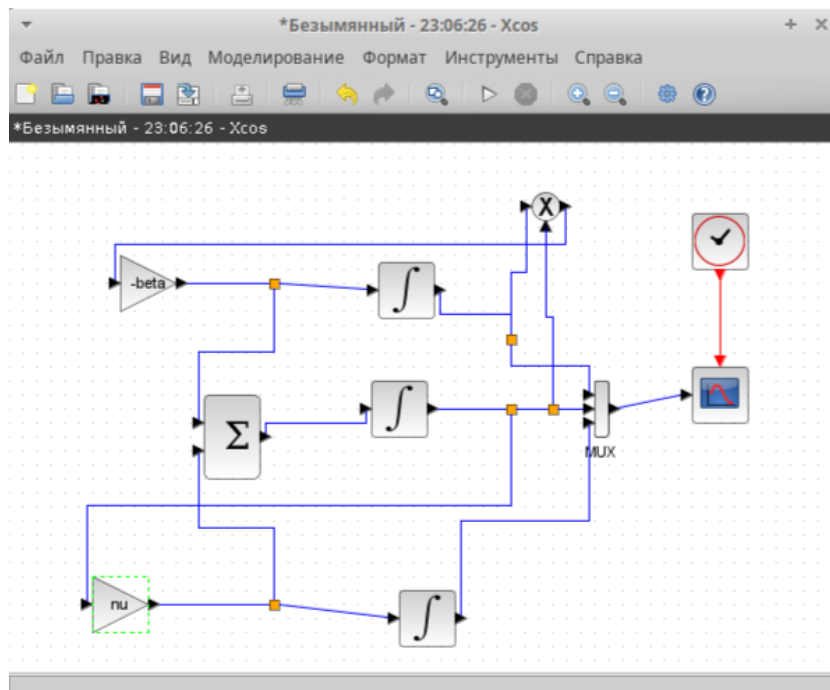 *Безымянный - 23:06:26 - Xcos
Файл Правка Вид Моделирование Формат Инструменты Справка
*Безымянный - 23:06:26 - Xcos
X
-beta
∫
∫
Σ
MUX
nu
∫